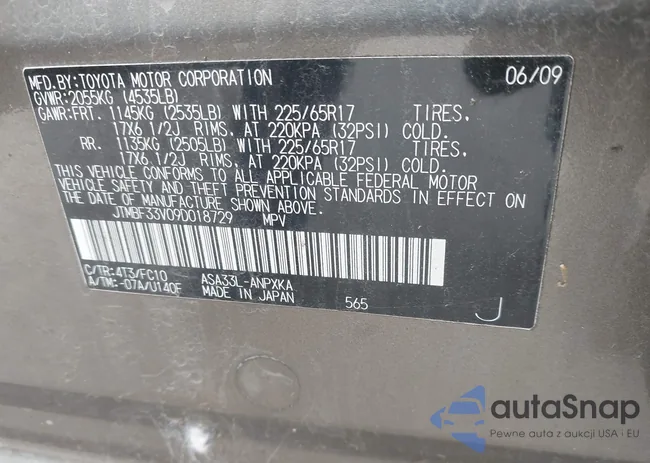 MFD.BY:TOYOTA MOTOR CORPORATION 06/09
GVWR:2055KG (4535LB)
GAWR:FRT. 1145KG (2535LB) WITH 225/65R17 TIRES,
17X6 1/2J RIMS, AT 220KPA (32PSI) COLD.
RR. 1135KG (2505LB) WITH 225/65R17 TIRES,
17X6 1/2J RIMS, AT 220KPA (32PSI) COLD.
THIS VEHICLE CONFORMS TO ALL APPLICABLE FEDERAL MOTOR
VEHICLE SAFETY AND THEFT PREVENTION STANDARDS IN EFFECT ON
THE DATE OF MANUFACTURE SHOWN ABOVE.
JTMBF33V09D018729 MPV
C/TR:4T3/FC10 ASA33L-ANPXKA
A/TM:-07A/U140F MADE IN JAPAN 565 J
autaSnap
Pewne auta z aukcji USA i EU